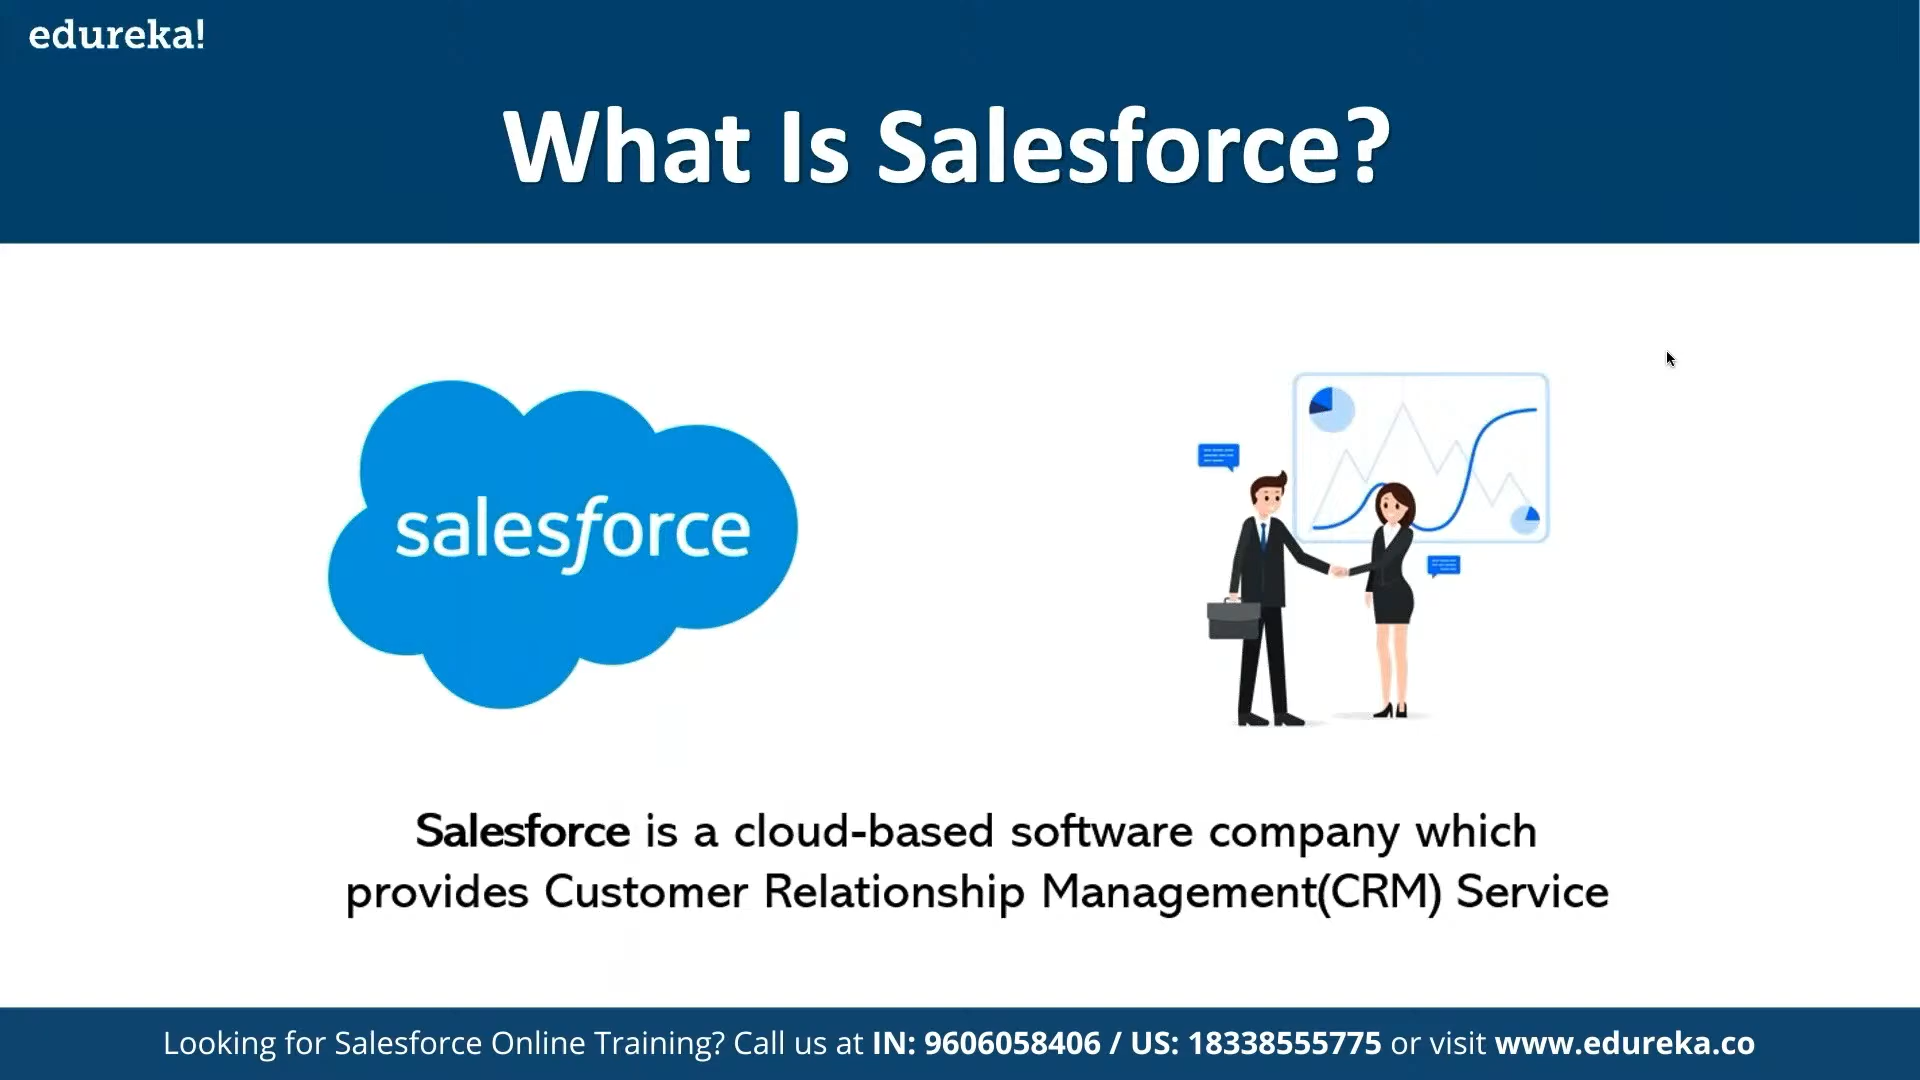 edureka!
What Is Salesforce?
salesforce
Salesforce is a cloud-based software company which
provides Customer Relationship Management(CRM) Service
Looking for Salesforce Online Training? Call us at IN: 9606058406 / US: 18338555775 or visit www.edureka.co